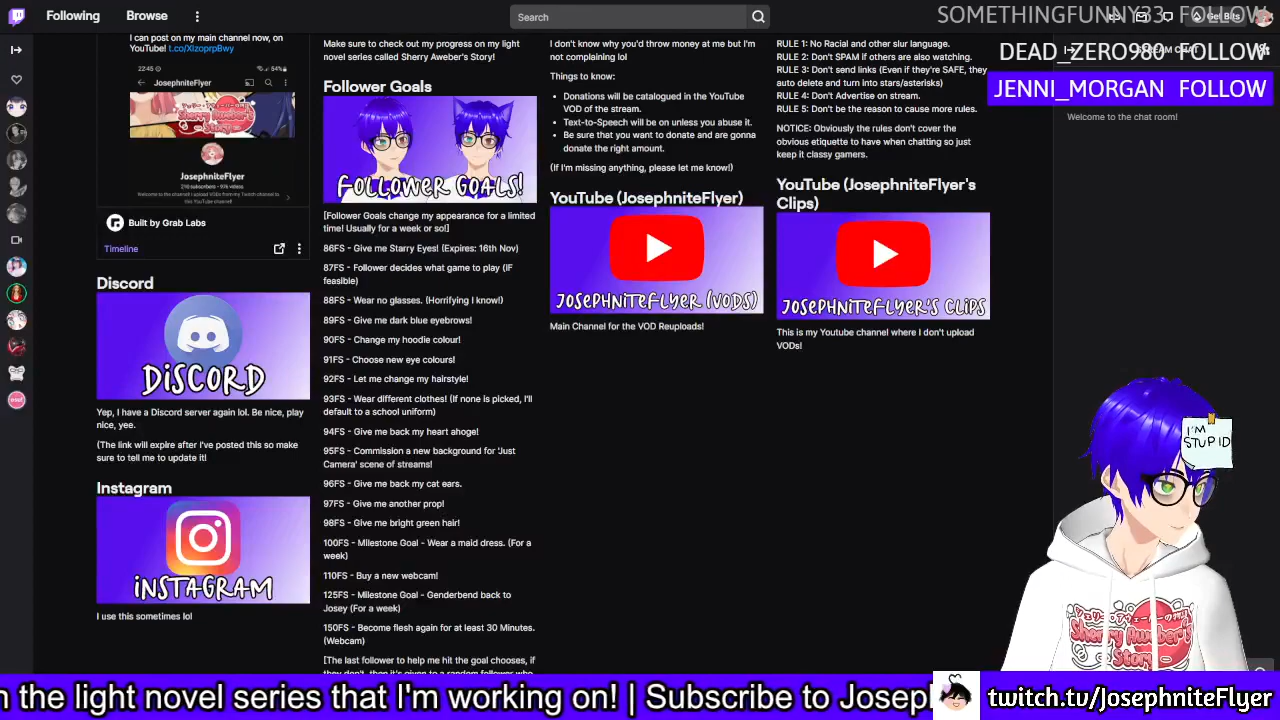 Following
Browse
Search
Get Bits
SOMETHINGFUNNY33 FOLLOW
DEAD_ZERO980 FOLLOW
JENNI_MORGAN FOLLOW
STREAM CHAT
Welcome to the chat room!
I can post on my main channel now, on
YouTube! t.co/XlzoprpBwy
22:45
54%
JosephniteFlyer
JosephniteFlyer
Built by Grab Labs
Timeline
Discord
DISCORD
Yep, I have a Discord server again lol. Be nice, play
nice, yee.
(The link will expire after I've posted this so make
sure to tell me to update it!
Instagram
INSTAGRAM
I use this sometimes lol
Make sure to check out my progress on my light
novel series called Sherry Aweber's Story!
Follower Goals
FOLLOWER GOALS!
[Follower Goals change my appearance for a limited
time! Usually for a week or so!]
86FS - Give me Starry Eyes! (Expires: 16th Nov)
87FS - Follower decides what game to play (IF
feasible)
88FS - Wear no glasses. (Horrifying I know!)
89FS - Give me dark blue eyebrows!
90FS - Change my hoodie colour!
91FS - Choose new eye colours!
92FS - Let me change my hairstyle!
93FS - Wear different clothes! (If none is picked, I'll
default to a school uniform)
94FS - Give me back my heart ahoge!
95FS - Commission a new background for 'Just
Camera' scene of streams!
96FS - Give me back my cat ears.
97FS - Give me another prop!
98FS - Give me bright green hair!
100FS - Milestone Goal - Wear a maid dress. (For a
week)
110FS - Buy a new webcam!
125FS - Milestone Goal - Genderbend back to
Josey (For a week)
150FS - Become flesh again for at least 30 Minutes.
(Webcam)
[The last follower to help me hit the goal chooses, if
I don't know why you'd throw money at me but I'm
not complaining lol
Things to know:
Donations will be catalogued in the YouTube
VOD of the stream.
Text-to-Speech will be on unless you abuse it.
Be sure that you want to donate and are gonna
donate the right amount.
(If I'm missing anything, please let me know!)
YouTube (JosephniteFlyer)
JOSEPHNITEFLYER (VODS)
Main Channel for the VOD Reuploads!
RULE 1: No Racial and other slur language.
RULE 2: Don't SPAM if others are also watching.
RULE 3: Don't send links (Even if they're SAFE, they
auto delete and turn into stars/asterisks)
RULE 4: Don't Advertise on stream.
RULE 5: Don't be the reason to cause more rules.
NOTICE: Obviously the rules don't cover the
obvious etiquette to have when chatting so just
keep it classy gamers.
YouTube (JosephniteFlyer's
Clips)
JOSEPHNITEFLYER'S CLIPS
This is my Youtube channel where I don't upload
VODs!
I'M
STUPID
Sherry Aweber's
Story
n the light novel series that I'm working on! | Subscribe to Joseph
twitch.tv/JosephniteFlyer